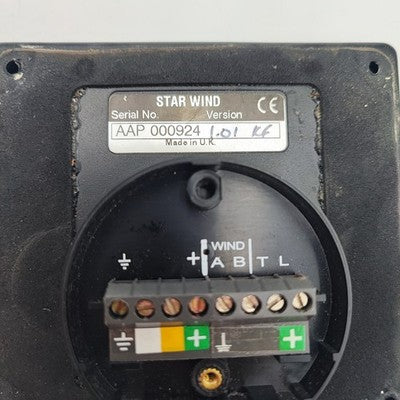 STAR WIND
Serial No. Version CE
AAP 000924 1.01 KF
Made in U.K.
WIND
+ A B T L
+ +